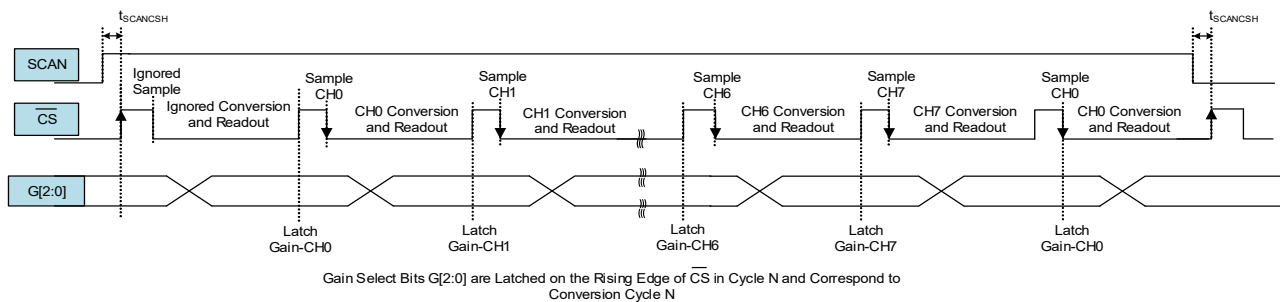 tSCANCSH
tSCANCSH
SCAN
Ignored
Sample
Sample
CH0
Sample
CH1
Sample
CH6
Sample
CH7
Sample
CH0
CS
Ignored Conversion
and Readout
CH0 Conversion
and Readout
CH1 Conversion
and Readout
CH6 Conversion
and Readout
CH7 Conversion
and Readout
CH0 Conversion
and Readout
G[2:0]
Latch
Gain-CH0
Latch
Gain-CH1
Latch
Gain-CH6
Latch
Gain-CH7
Latch
Gain-CH0
Gain Select Bits G[2:0] are Latched on the Rising Edge of CS in Cycle N and Correspond to
Conversion Cycle N